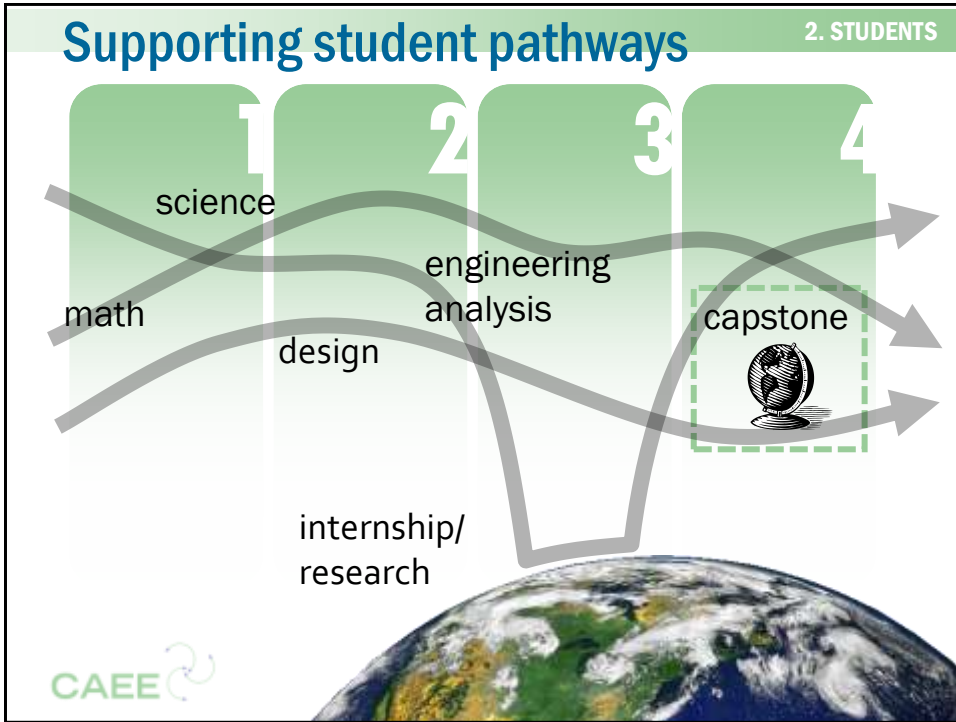 Supporting student pathways
2. STUDENTS
1 2 3 4
science
math
design
engineering
analysis
capstone
internship/
research
CAEE